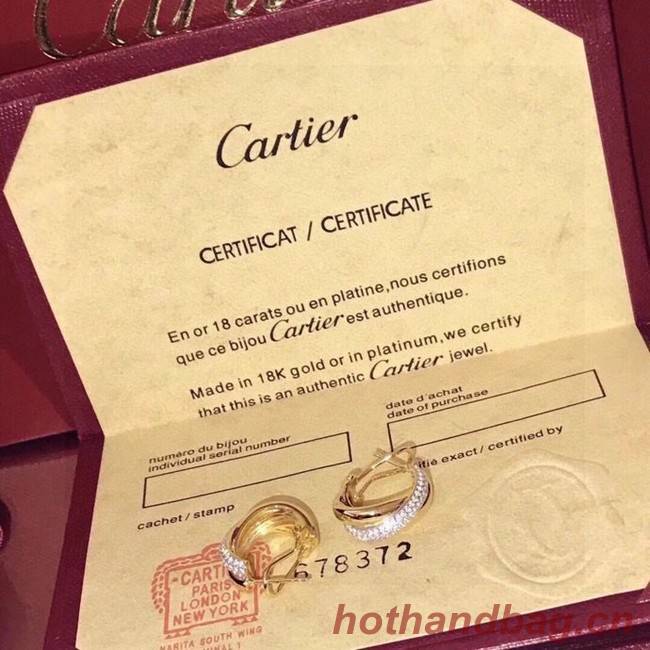 Cartier
Cartier
CERTIFICAT / CERTIFICATE
En or 18 carats ou en platine,nous certifions
que ce bijou Cartier est authentique.
Made in 18K gold or in platinum,we certify
that this is an authentic Cartier jewel.
numéro du bijou
individual serial number
date d'achat
date of purchase
cachet / stamp
exact / certified by
678372
CARTI
PARIS
LONDON
NEW YORK
NARITA SOUTH WING
hothandbag.cn